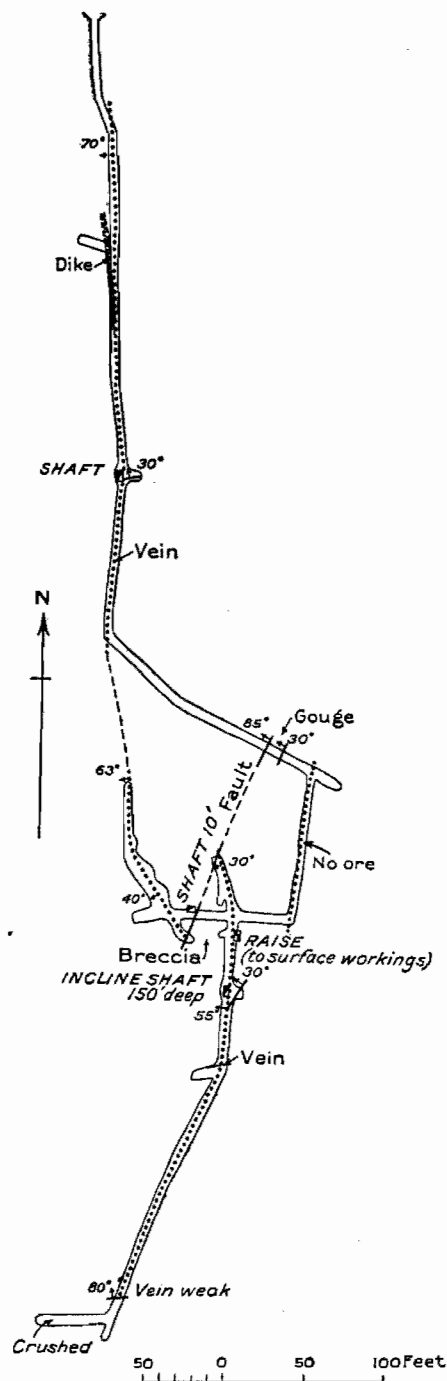 70°
Dike
SHAFT
30°
Vein
N
85°
Gouge
30°
63°
SHAFT 10'
Fault
30°
No ore
40°
Breccia
RAISE
(to surface workings)
INCLINE SHAFT
150' deep
30°
55°
Vein
80°
Vein weak
Crushed
50 0 50 100 Feet